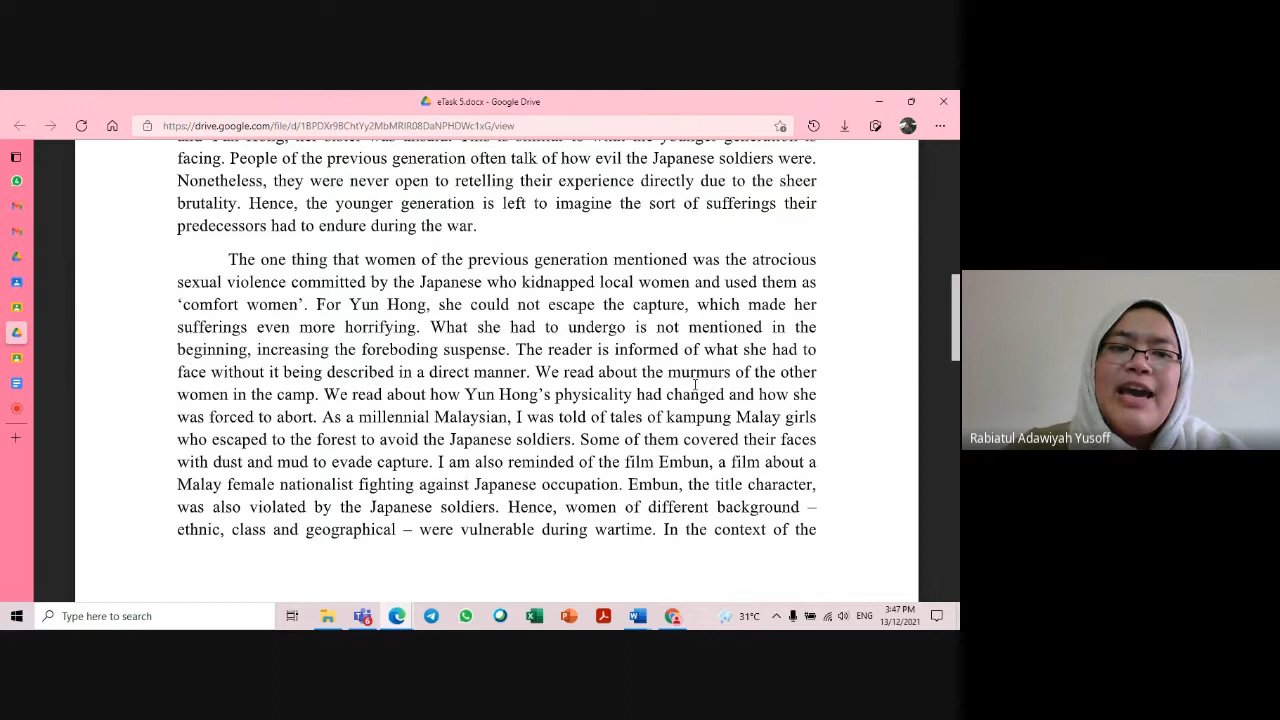 eTask 5.docx - Google Drive
https://drive.google.com/file/d/1BPDXr9BChtYy2MbMRlR08DaNPHDWc1xG/view
facing. People of the previous generation often talk of how evil the Japanese soldiers were.
Nonetheless, they were never open to retelling their experience directly due to the sheer
brutality. Hence, the younger generation is left to imagine the sort of sufferings their
predecessors had to endure during the war.
The one thing that women of the previous generation mentioned was the atrocious
sexual violence committed by the Japanese who kidnapped local women and used them as
‘comfort women’. For Yun Hong, she could not escape the capture, which made her
sufferings even more horrifying. What she had to undergo is not mentioned in the
beginning, increasing the foreboding suspense. The reader is informed of what she had to
face without it being described in a direct manner. We read about the murmurs of the other
women in the camp. We read about how Yun Hong’s physicality had changed and how she
was forced to abort. As a millennial Malaysian, I was told of tales of kampung Malay girls
who escaped to the forest to avoid the Japanese soldiers. Some of them covered their faces
with dust and mud to evade capture. I am also reminded of the film Embun, a film about a
Malay female nationalist fighting against Japanese occupation. Embun, the title character,
was also violated by the Japanese soldiers. Hence, women of different background –
ethnic, class and geographical – were vulnerable during wartime. In the context of the
Rabiatul Adawiyah Yusoff
Type here to search
31°C
ENG
3:47 PM
13/12/2021